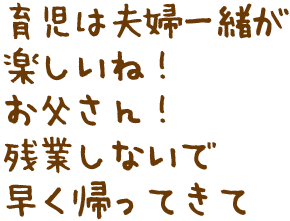 育児は夫婦一緒が
楽しいね！
お父さん！
残業しないで
早く帰ってきて